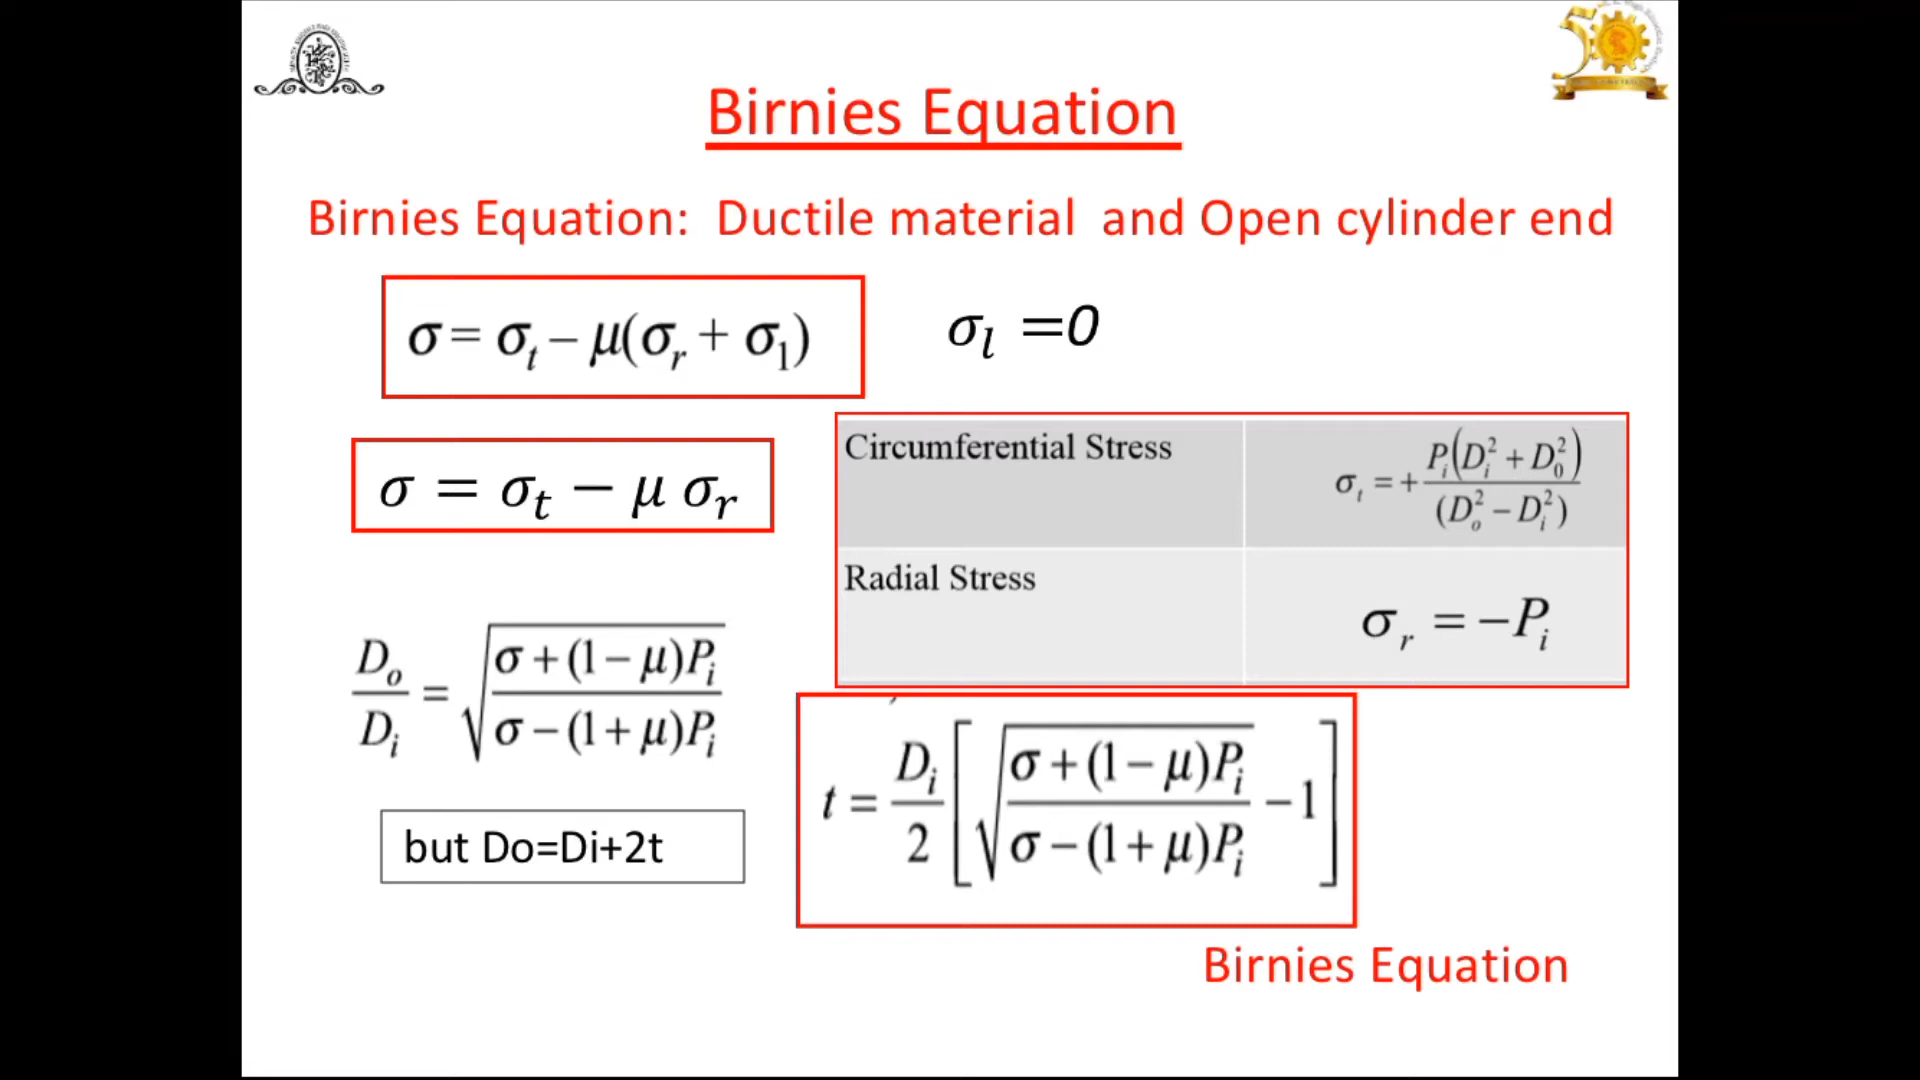 Birnies Equation
Birnies Equation: Ductile material and Open cylinder end
σ = σt − μ(σr + σ1)
σl =0
σ = σt − μ σr
Circumferential Stress
σt = + Pi(Di² + D0²) / (Do² − Di²)
Radial Stress
σr = −Pi
Do/Di = √((σ + (1 − μ)Pi) / (σ − (1 + μ)Pi))
t = Di/2 [√((σ + (1 − μ)Pi) / (σ − (1 + μ)Pi)) − 1]
but Do=Di+2t
Birnies Equation